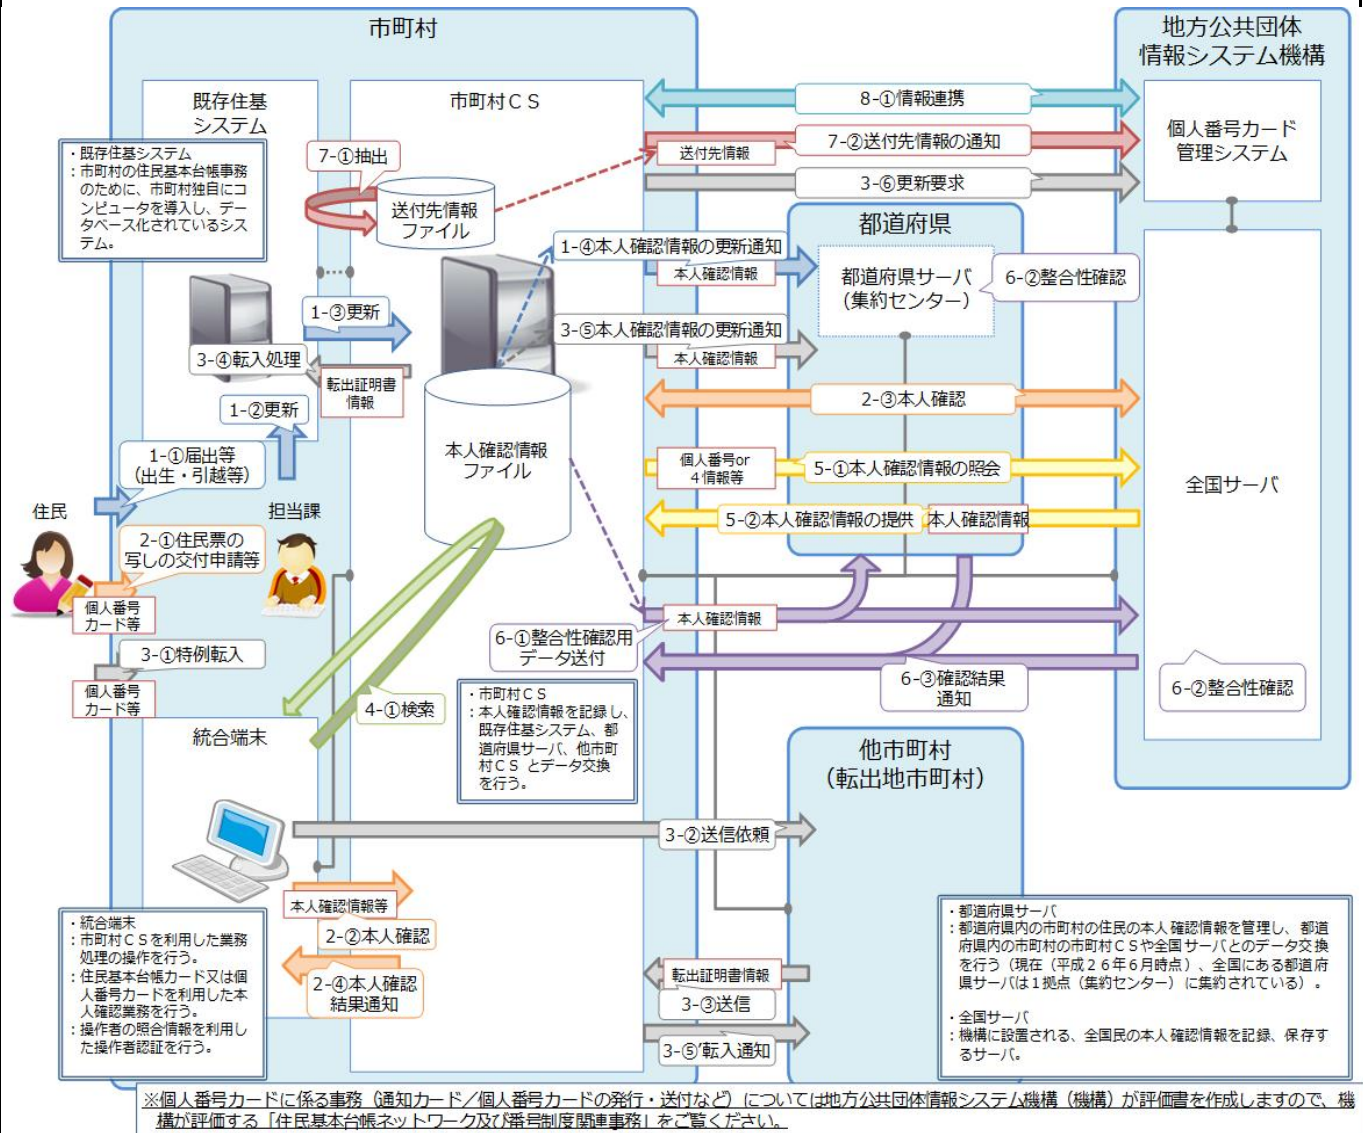 市町村
地方公共団体
情報システム機構
既存住基
システム
市町村ＣＳ
8-①情報連携
個人番号カード
管理システム
・既存住基システム
：市町村の住民基本台帳事務
のために、市町村独自にコ
ンピュータを導入し、デー
タベース化されているシス
テム。
7-①抽出
送付先情報
7-②送付先情報の通知
3-⑥更新要求
送付先情報
ファイル
都道府県
1-④本人確認情報の更新通知
本人確認情報
都道府県サーバ
（集約センター）
6-②整合性確認
1-③更新
3-⑤本人確認情報の更新通知
本人確認情報
3-④転入処理
転出証明書
情報
2-③本人確認
1-②更新
本人確認情報
ファイル
1-①届出等
（出生・引越等）
個人番号or
４情報等
5-①本人確認情報の照会
全国サーバ
住民
担当課
5-②本人確認情報の提供
本人確認情報
2-①住民票の
写しの交付申請等
個人番号
カード等
本人確認情報
6-①整合性確認用
データ送付
3-①特例転入
個人番号
カード等
6-③確認結果
通知
6-②整合性確認
4-①検索
・市町村ＣＳ
：本人確認情報を記録し、
既存住基システム、都
道府県サーバ、他市町
村ＣＳ とデータ交換
を行う。
統合端末
他市町村
（転出地市町村）
3-②送信依頼
本人確認情報等
2-②本人確認
2-④本人確認
結果通知
・統合端末
：市町村ＣＳを利用した業務
処理の操作を行う。
：住民基本台帳カード又は個
人番号カードを利用した本
人確認業務を行う。
：操作者の照合情報を利用し
た操作者認証を行う。
転出証明書情報
3-③送信
3-⑤’転入通知
・都道府県サーバ
：都道府県内の市町村の住民の本人確認情報を管理し、都道
府県内の市町村の市町村ＣＳや全国サーバとのデータ交換
を行う（現在（平成２６年６月時点）、全国にある都道府
県サーバは１拠点（集約センター）に集約されている）。
・全国サーバ
：機構に設置される、全国民の本人確認情報を記録、保存す
るサーバ。
※個人番号カードに係る事務（通知カード／個人番号カードの発行・送付など）については地方公共団体情報システム機構（機構）が評価書を作成しますので、機
構が評価する「住民基本台帳ネットワーク及び番号制度関連事務」をご覧ください。